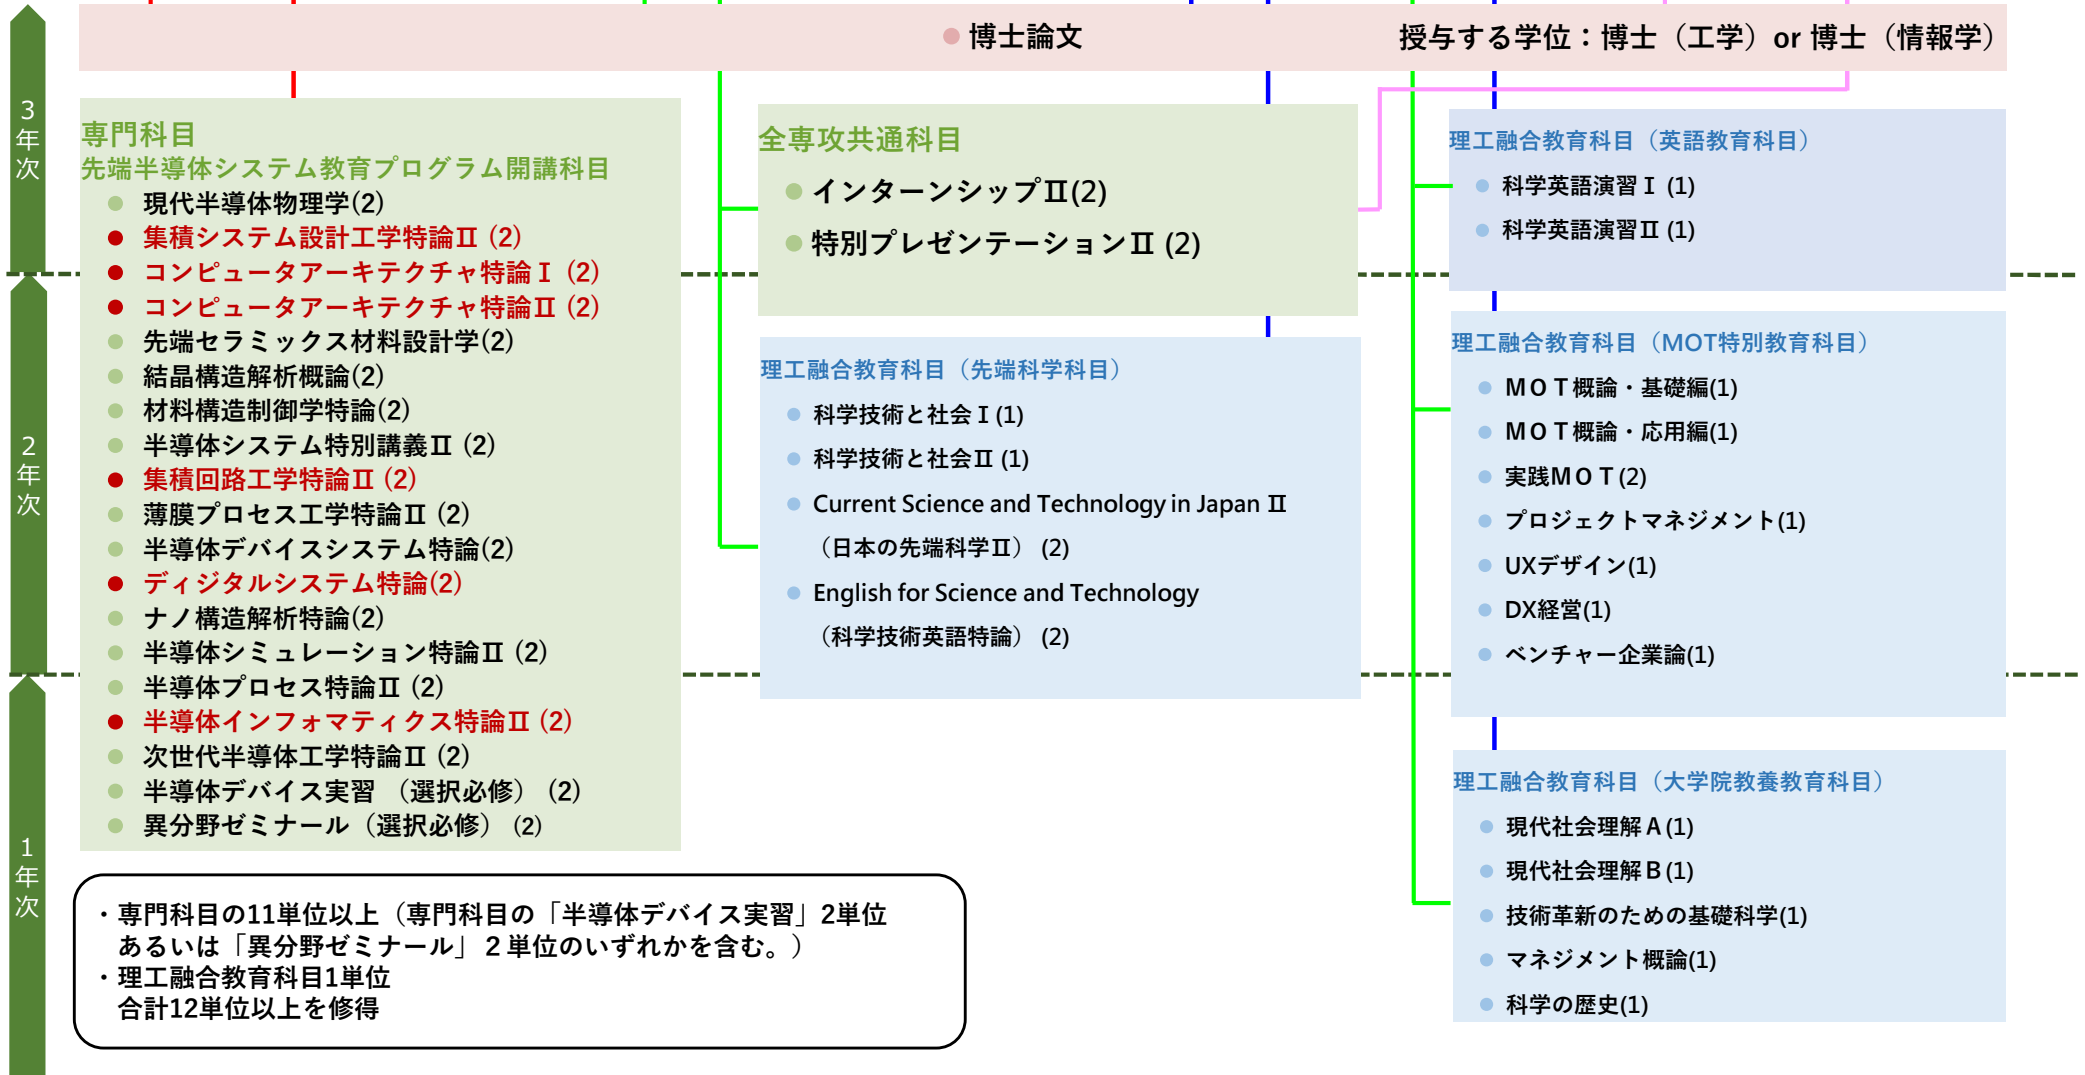 博士論文
授与する学位：博士（工学）or 博士（情報学）
3年次
2年次
1年次
専門科目
先端半導体システム教育プログラム開講科目
現代半導体物理学(2)
集積システム設計工学特論Ⅱ (2)
コンピュータアーキテクチャ特論Ⅰ (2)
コンピュータアーキテクチャ特論Ⅱ (2)
先端セラミックス材料設計学(2)
結晶構造解析概論(2)
材料構造制御学特論(2)
半導体システム特別講義Ⅱ (2)
集積回路工学特論Ⅱ (2)
薄膜プロセス工学特論Ⅱ (2)
半導体デバイスシステム特論(2)
ディジタルシステム特論(2)
ナノ構造解析特論(2)
半導体シミュレーション特論Ⅱ (2)
半導体プロセス特論Ⅱ (2)
半導体インフォマティクス特論Ⅱ (2)
次世代半導体工学特論Ⅱ (2)
半導体デバイス実習 （選択必修） (2)
異分野ゼミナール（選択必修） (2)
・専門科目の11単位以上（専門科目の「半導体デバイス実習」2単位
あるいは「異分野ゼミナール」２単位のいずれかを含む。）
・理工融合教育科目1単位
合計12単位以上を修得
全専攻共通科目
インターンシップⅡ(2)
特別プレゼンテーションⅡ (2)
理工融合教育科目（先端科学科目）
科学技術と社会Ⅰ(1)
科学技術と社会Ⅱ (1)
Current Science and Technology in Japan Ⅱ
（日本の先端科学Ⅱ） (2)
English for Science and Technology
（科学技術英語特論） (2)
理工融合教育科目（英語教育科目）
科学英語演習Ⅰ (1)
科学英語演習Ⅱ (1)
理工融合教育科目（MOT特別教育科目）
ＭＯＴ概論・基礎編(1)
ＭＯＴ概論・応用編(1)
実践ＭＯＴ(2)
プロジェクトマネジメント(1)
UXデザイン(1)
DX経営(1)
ベンチャー企業論(1)
理工融合教育科目（大学院教養教育科目）
現代社会理解Ａ(1)
現代社会理解Ｂ(1)
技術革新のための基礎科学(1)
マネジメント概論(1)
科学の歴史(1)